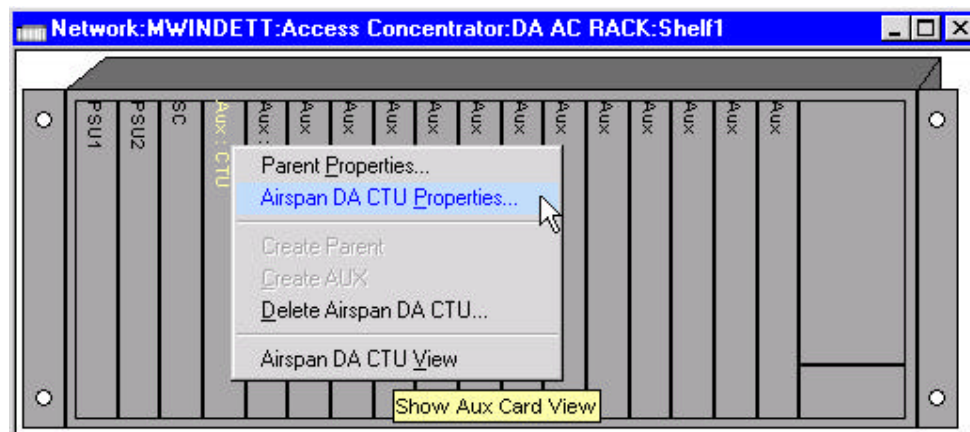 Network:MWINDETT:Access Concentrator:DA AC RACK:Shelf1
PSU1
PSU2
SC
Aux : CTU
Aux :
Aux
Aux
Aux
Aux
Aux
Aux
Aux
Aux
Aux
Aux
Aux
Aux
Parent Properties...
Airspan DA CTU Properties...
Create Parent
Create AUX
Delete Airspan DA CTU...
Airspan DA CTU View
Show Aux Card View